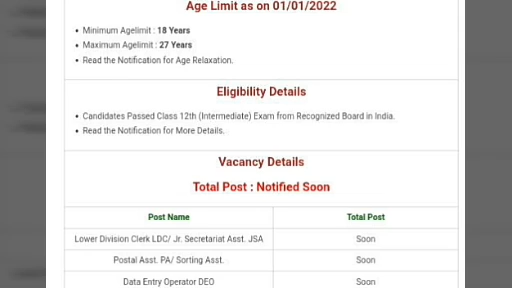 Age Limit as on 01/01/2022
• Minimum Agelimit : 18 Years
• Maximum Agelimit : 27 Years
• Read the Notification for Age Relaxation.
Eligibility Details
• Candidates Passed Class 12th (Intermediate) Exam from Recognized Board in India.
• Read the Notification for More Details.
Vacancy Details
Total Post : Notified Soon
Post Name Total Post
Lower Division Clerk LDC/ Jr. Secretariat Asst. JSA Soon
Postal Asst. PA/ Sorting Asst. Soon
Data Entry Operator DEO Soon